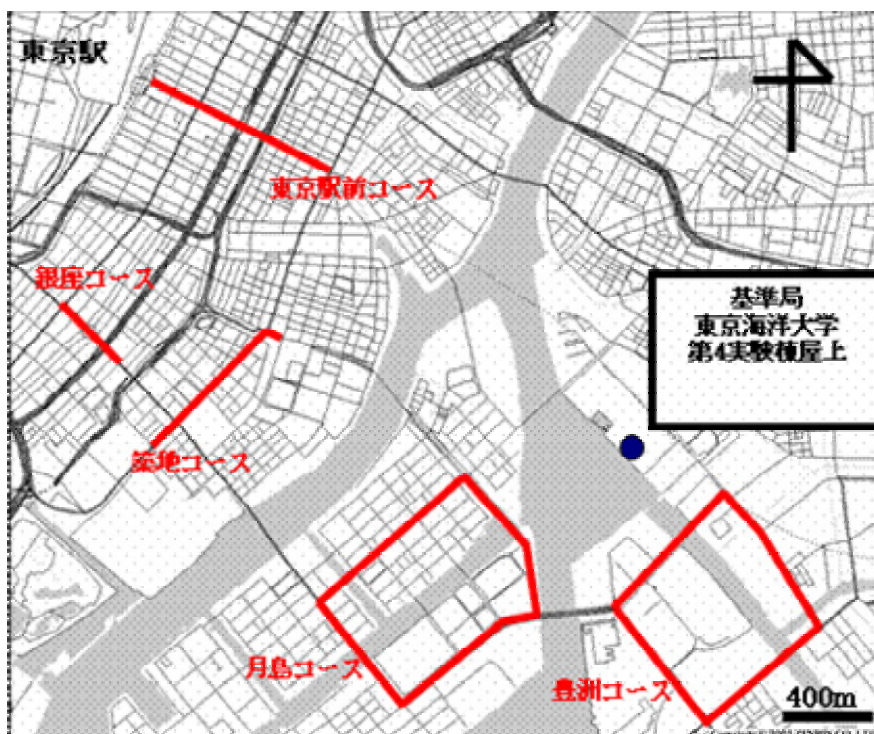 東京駅
東京駅前コース
銀座コース
基準局
東京海洋大学
第4実験棟屋上
築地コース
月島コース
豊洲コース
400m